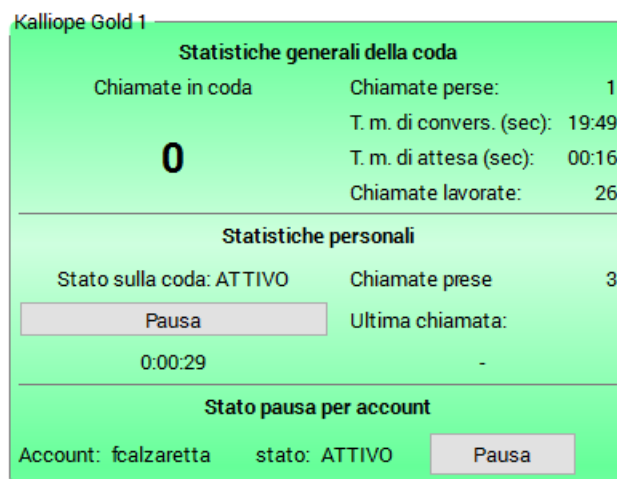 Kalliope Gold 1
Statistiche generali della coda
Chiamate in coda
0
Chiamate perse: 1
T. m. di convers. (sec): 19:49
T. m. di attesa (sec): 00:16
Chiamate lavorate: 26
Statistiche personali
Stato sulla coda: ATTIVO
Pausa
0:00:29
Chiamate prese 3
Ultima chiamata:
-
Stato pausa per account
Account: fcalzaretta stato: ATTIVO Pausa